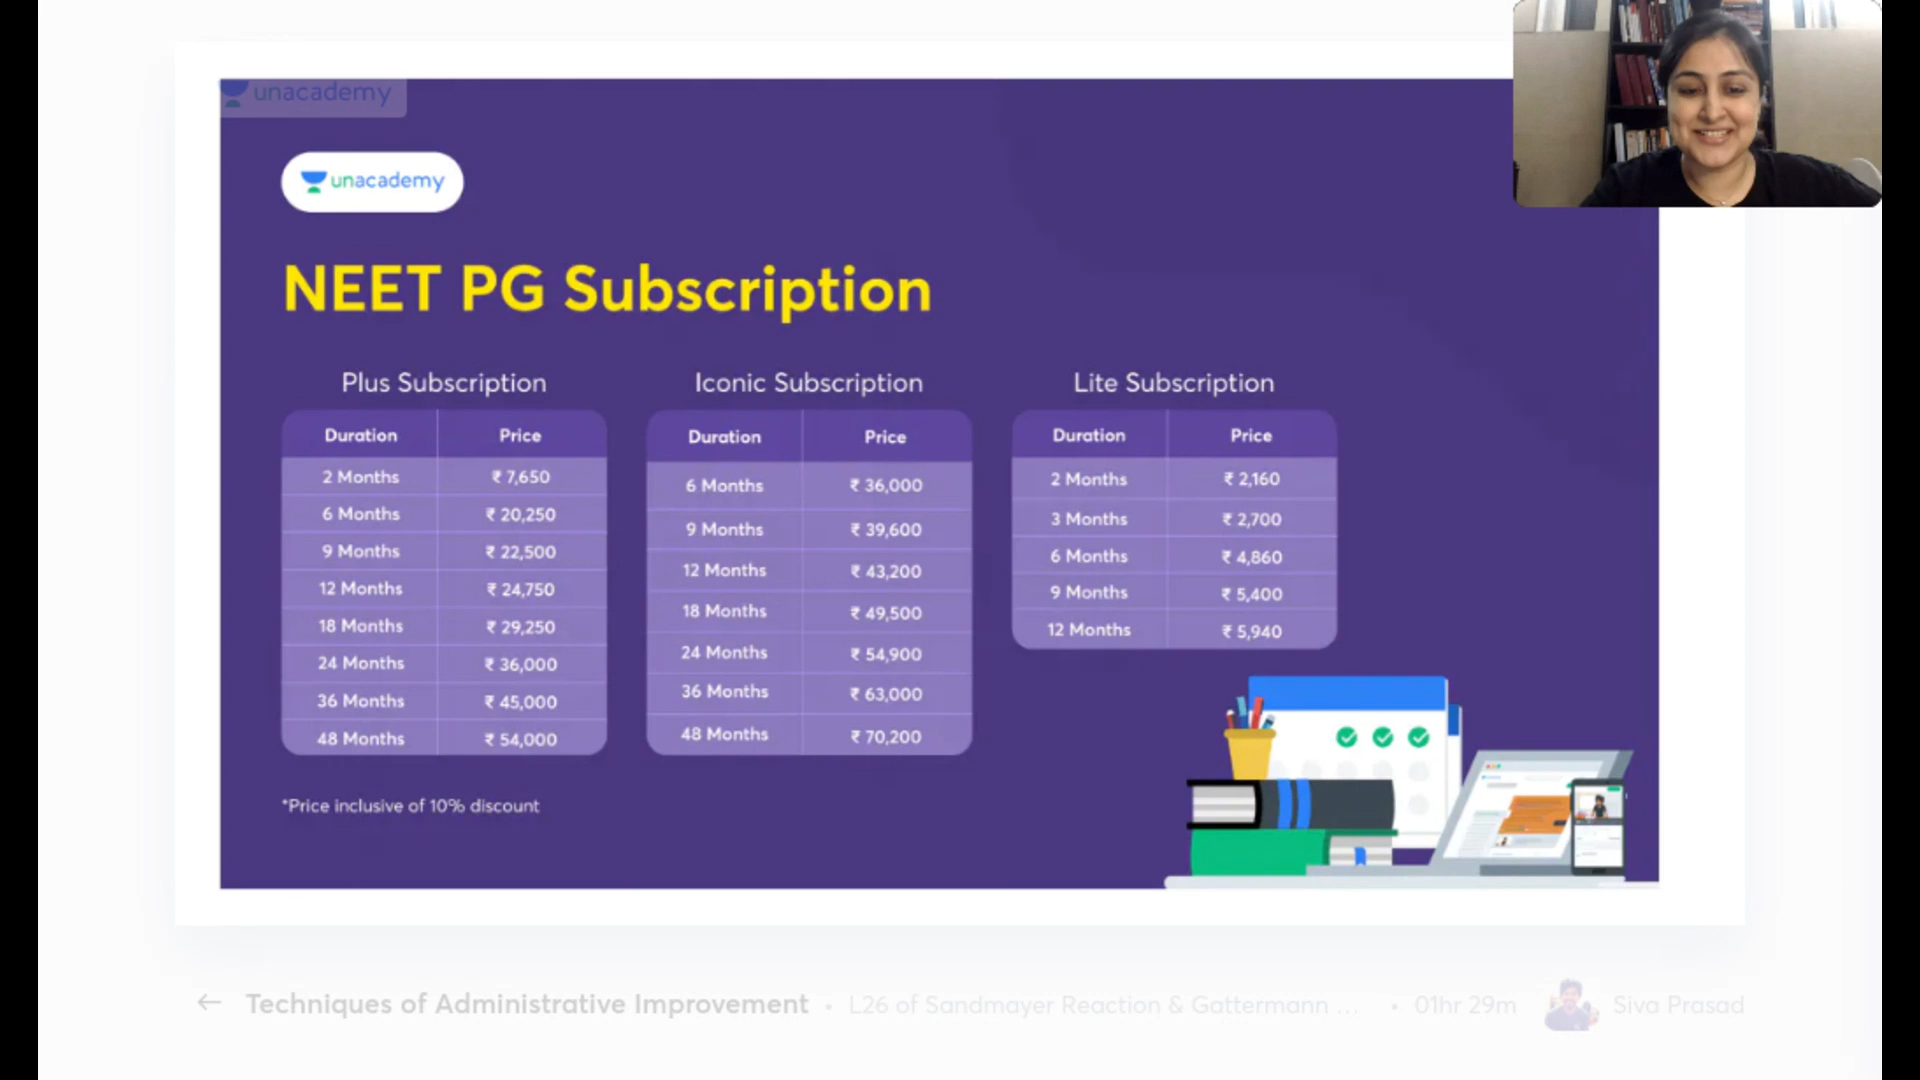 unacademy
unacademy
NEET PG Subscription
Plus Subscription
Duration Price
2 Months ₹ 7,650
6 Months ₹ 20,250
9 Months ₹ 22,500
12 Months ₹ 24,750
18 Months ₹ 29,250
24 Months ₹ 36,000
36 Months ₹ 45,000
48 Months ₹ 54,000
Iconic Subscription
Duration Price
6 Months ₹ 36,000
9 Months ₹ 39,600
12 Months ₹ 43,200
18 Months ₹ 49,500
24 Months ₹ 54,900
36 Months ₹ 63,000
48 Months ₹ 70,200
Lite Subscription
Duration Price
2 Months ₹ 2,160
3 Months ₹ 2,700
6 Months ₹ 4,860
9 Months ₹ 5,400
12 Months ₹ 5,940
*Price inclusive of 10% discount
Techniques of Administrative Improvement • L26 of Sandmayer Reaction & Gattermann ... • 01hr 29m Siva Prasad